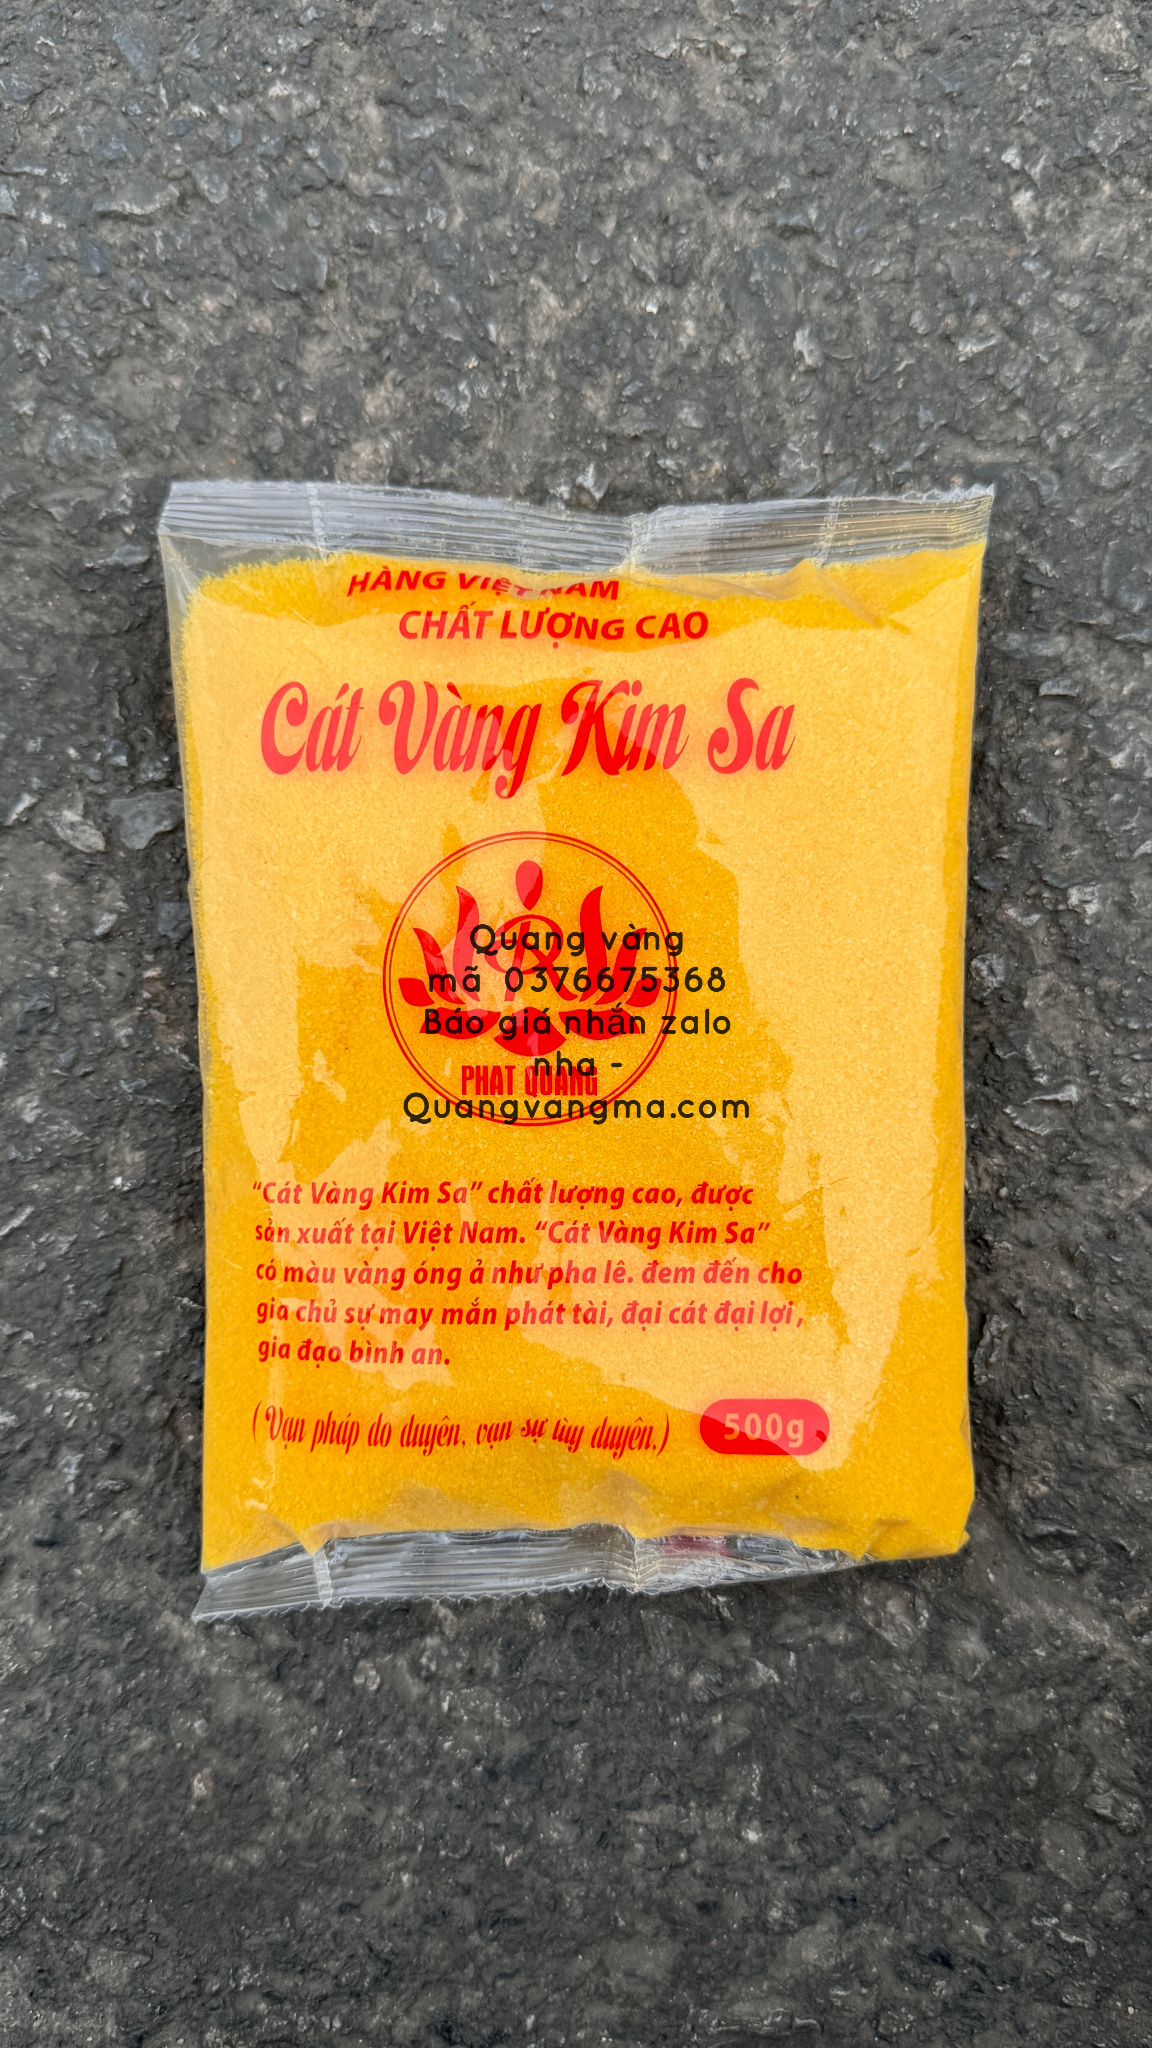 HÀNG VIỆT NAM
CHẤT LƯỢNG CAO
Cát Vàng Kim Sa
Quang vàng
mã 0376675368
Báo giá nhắn zalo
nha -
PHAT QUANG
Quangvangma.com
“Cát Vàng Kim Sa” chất lượng cao, được
sản xuất tại Việt Nam. “Cát Vàng Kim Sa”
có màu vàng óng ả như pha lê. đem đến cho
gia chủ sự may mắn phát tài, đại cát đại lợi,
gia đạo bình an.
(Vạn pháp do duyên, vạn sự tùy duyên.)
500g